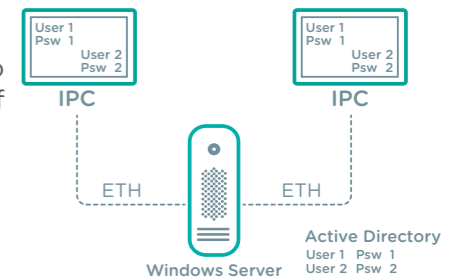 User 1
Psw 1
User 2
Psw 2
IPC
User 1
Psw 1
User 2
Psw 2
IPC
ETH
ETH
Windows Server
Active Directory
User 1 Psw 1
User 2 Psw 2